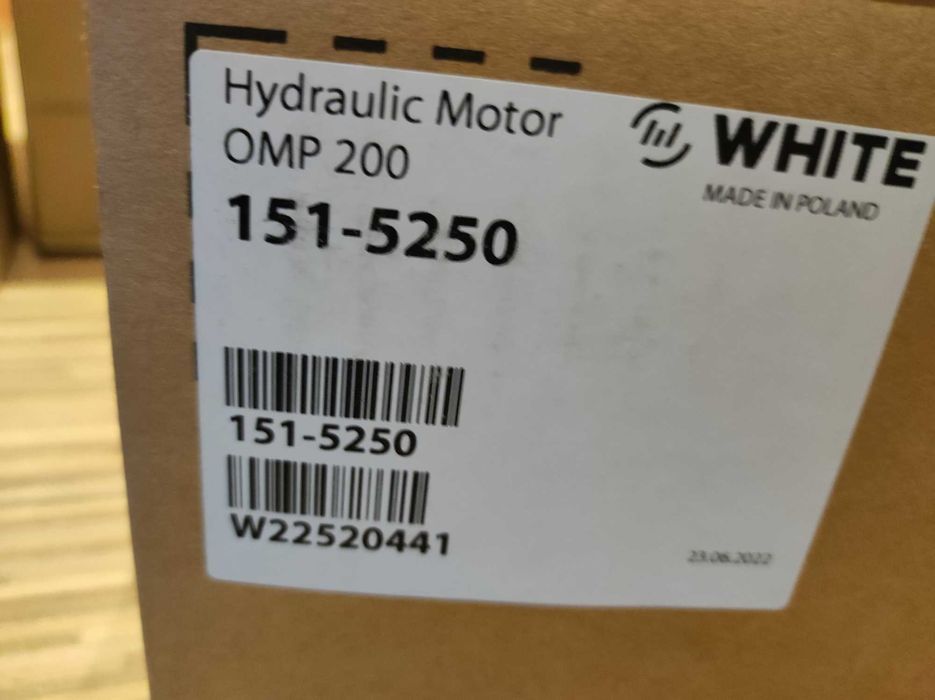 Hydraulic Motor
OMP 200
151-5250
WHITE
MADE IN POLAND
151-5250
W22520441
23.06.2022